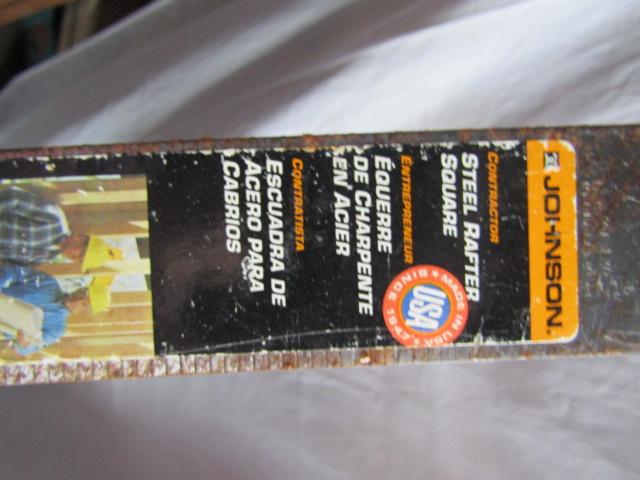 JOHNSON
CONTRACTOR
STEEL RAFTER
SQUARE
ENTREPRENEUR
ÉQUERRE
DE CHARPENTE
EN ACIER
CONTRATISTA
ESCUADRA DE
ACERO PARA
CABRIOS
MADE IN USA
USA
SINCE